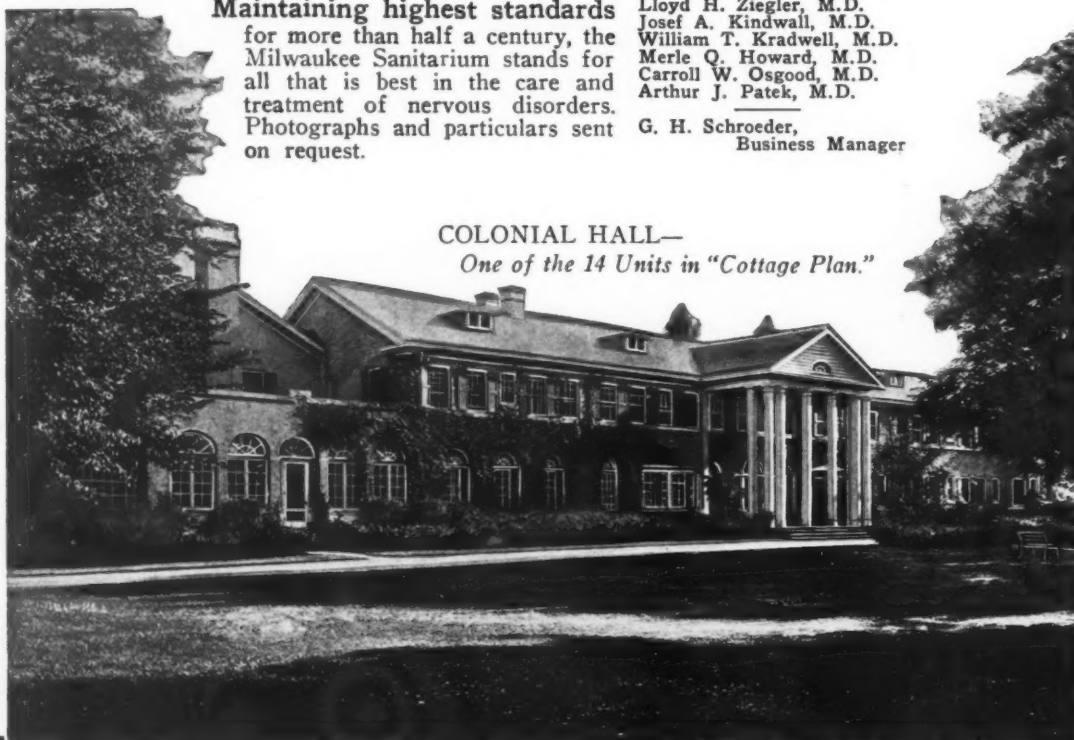 Maintaining highest standards
for more than half a century, the
Milwaukee Sanitarium stands for
all that is best in the care and
treatment of nervous disorders.
Photographs and particulars sent
on request.
Lloyd H. Ziegler, M.D.
Josef A. Kindwall, M.D.
William T. Kradwell, M.D.
Merle Q. Howard, M.D.
Carroll W. Osgood, M.D.
Arthur J. Patek, M.D.
G. H. Schroeder,
Business Manager
COLONIAL HALL—
One of the 14 Units in "Cottage Plan."